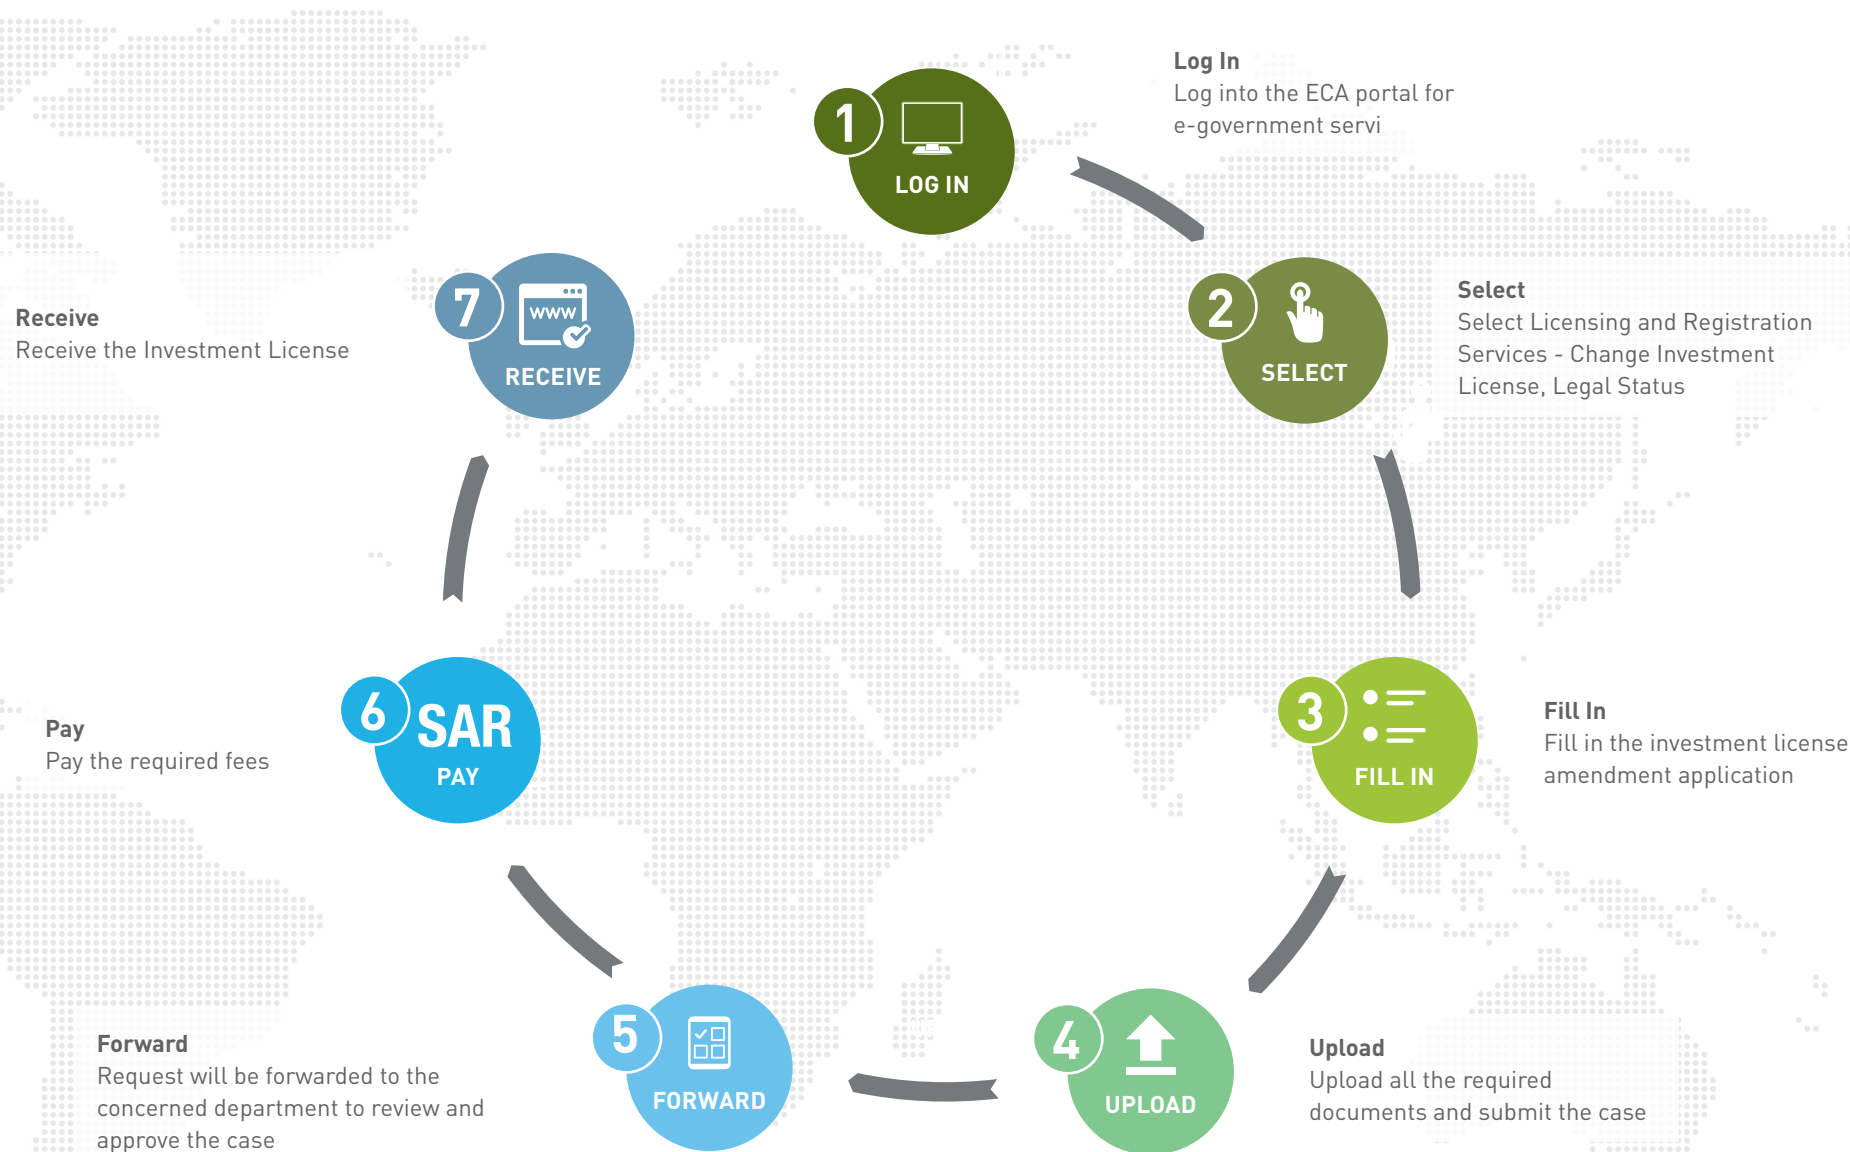 1
LOG IN
Log In
Log into the ECA portal for
e-government servi
2
SELECT
Select
Select Licensing and Registration
Services - Change Investment
License, Legal Status
3
FILL IN
Fill In
Fill in the investment license
amendment application
4
UPLOAD
Upload
Upload all the required
documents and submit the case
5
FORWARD
Forward
Request will be forwarded to the
concerned department to review and
approve the case
6
SAR
PAY
Pay
Pay the required fees
7
WWW
RECEIVE
Receive
Receive the Investment License